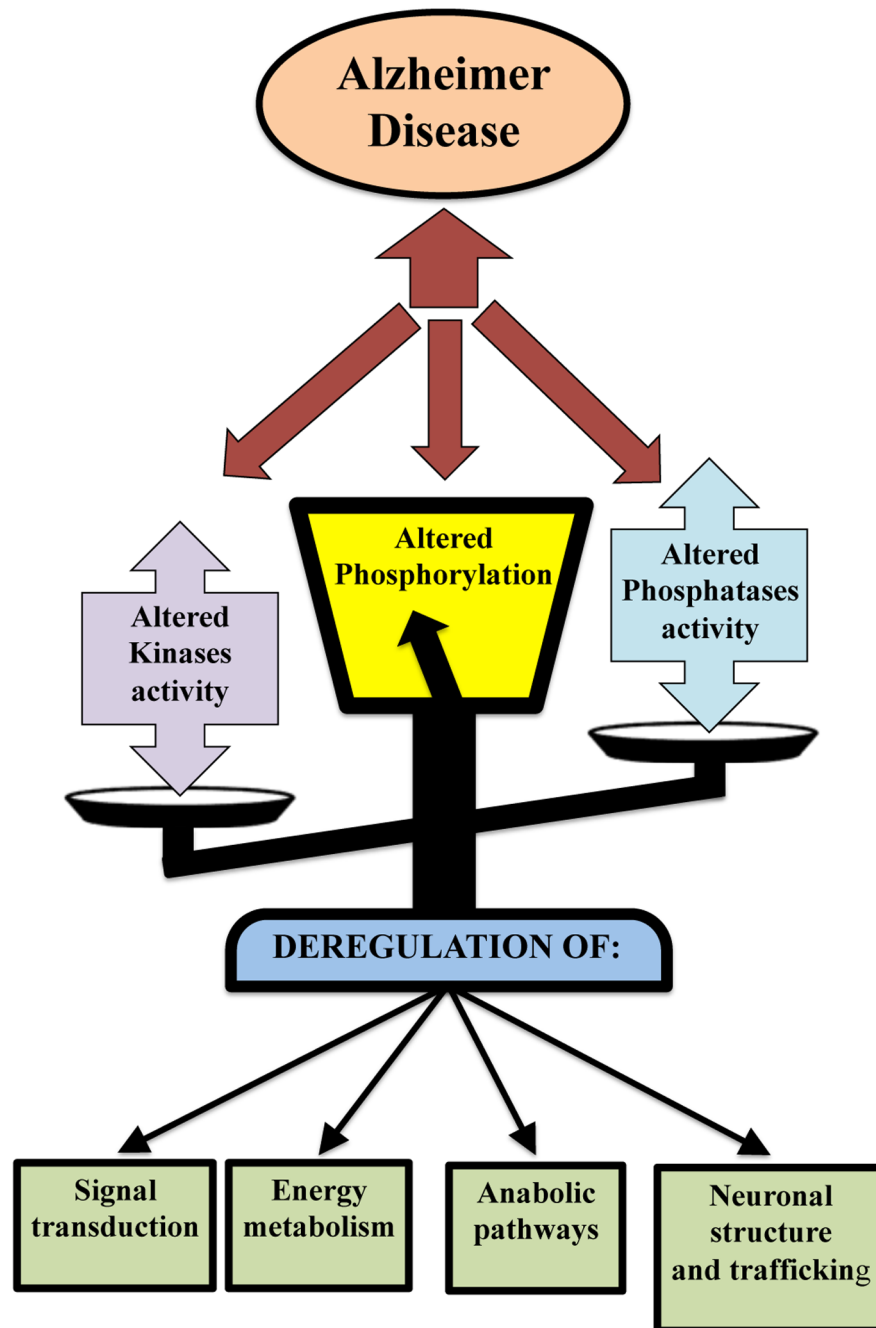 Alzheimer
Disease
Altered
Phosphorylation
Altered
Phosphatases
activity
Altered
Kinases
activity
DEREGULATION OF:
Signal
transduction
Energy
metabolism
Anabolic
pathways
Neuronal
structure
and trafficking